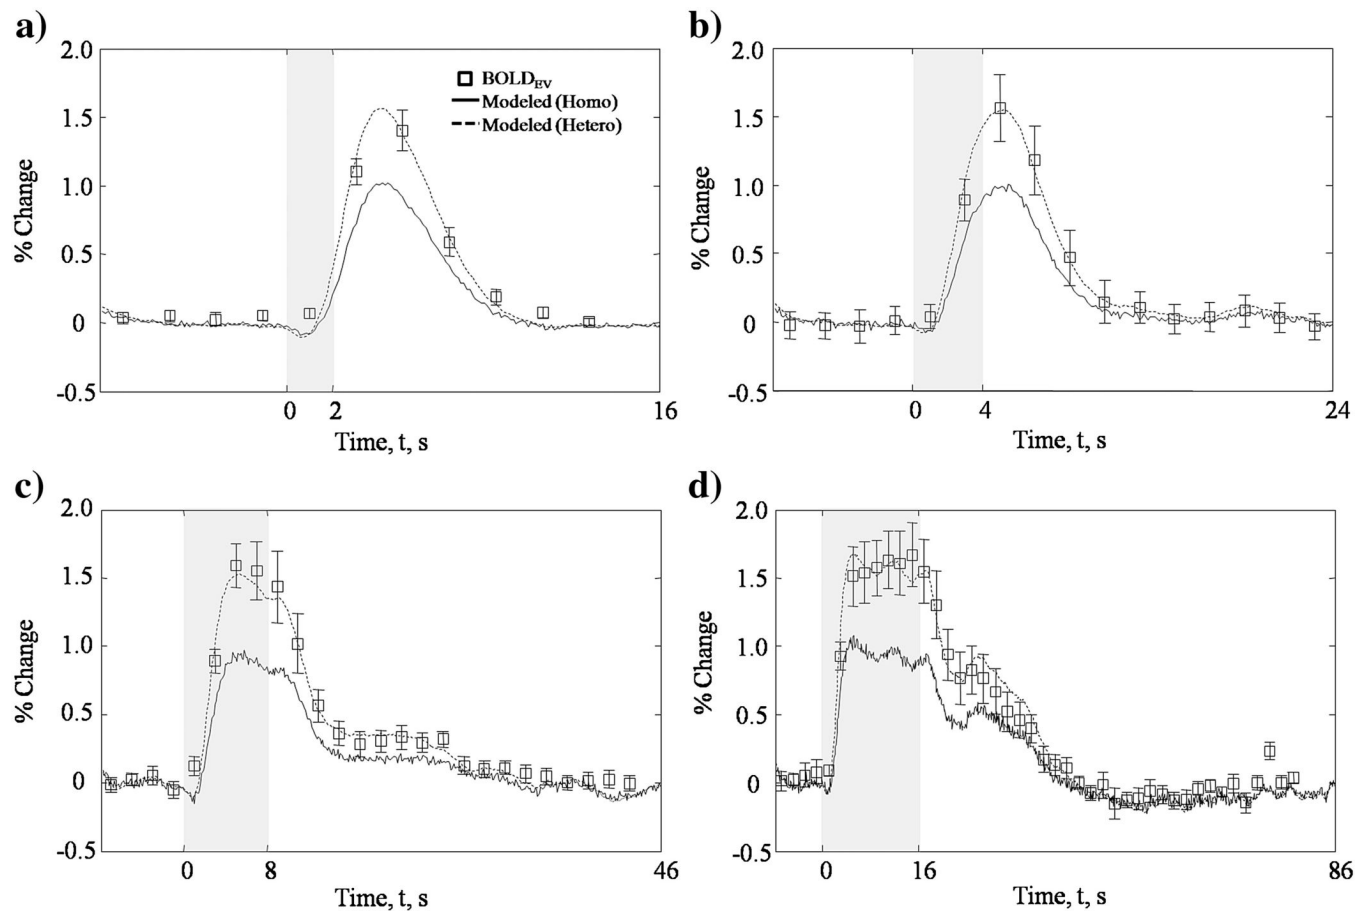 a)
2.0
1.5
1.0
0.5
0
-0.5
% Change
BOLDEV
Modeled (Homo)
Modeled (Hetero)
0 2 16
Time, t, s
b)
2.0
1.5
1.0
0.5
0
-0.5
% Change
0 4 24
Time, t, s
c)
2.0
1.5
1.0
0.5
0
-0.5
% Change
0 8 46
Time, t, s
d)
2.0
1.5
1.0
0.5
0
-0.5
% Change
0 16 86
Time, t, s